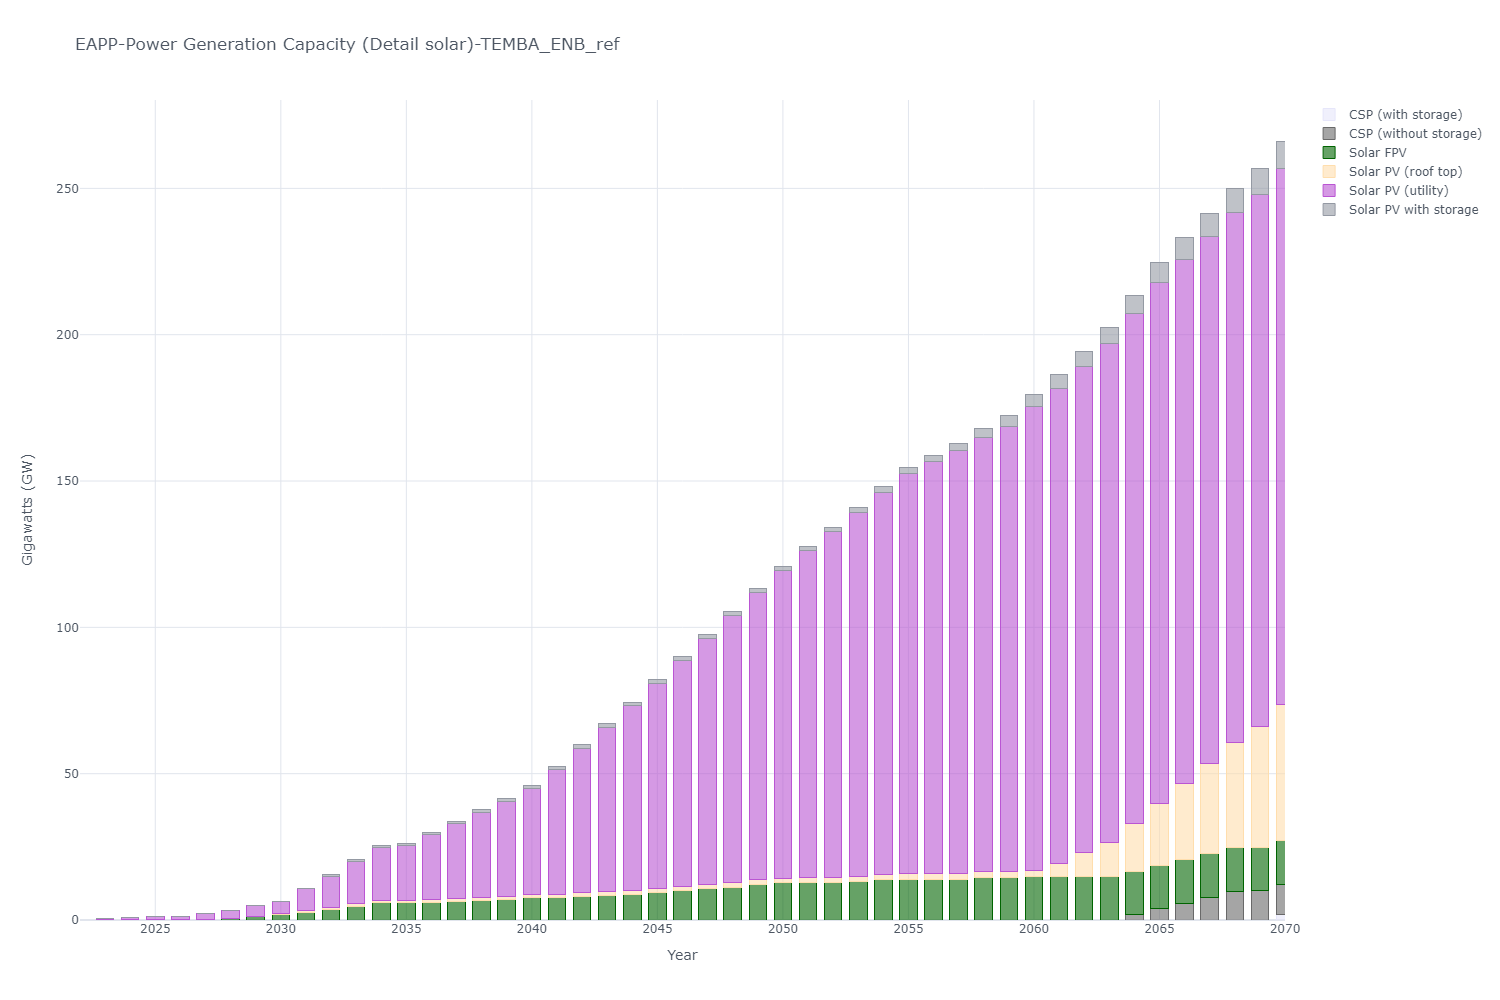 EAPP-Power Generation Capacity (Detail solar)-TEMBA_ENB_ref
CSP (with storage)
CSP (without storage)
Solar FPV
Solar PV (roof top)
Solar PV (utility)
Solar PV with storage
Gigawatts (GW)
250
200
150
100
50
0
2025 2030 2035 2040 2045 2050 2055 2060 2065 2070
Year